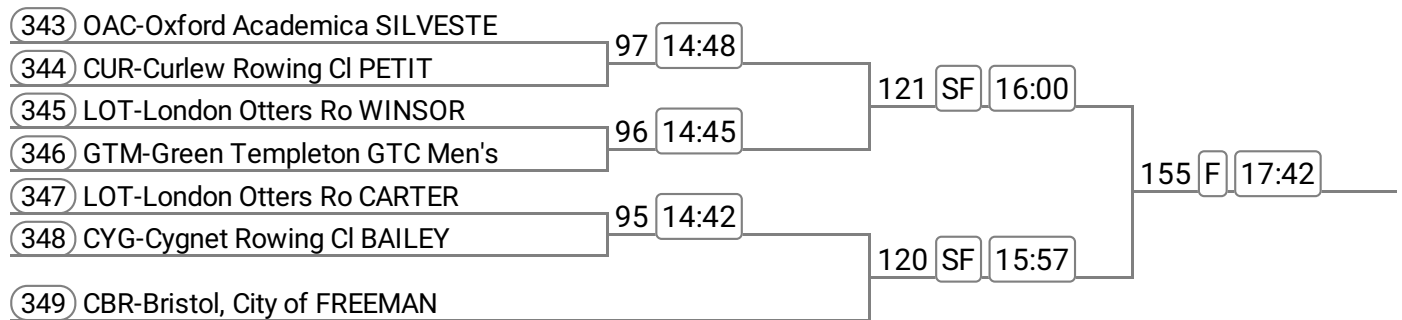 343 OAC-Oxford Academica SILVESTE
97 14:48
344 CUR-Curlew Rowing Cl PETIT
121 SF 16:00
345 LOT-London Otters Ro WINSOR
96 14:45
346 GTM-Green Templeton GTC Men's
155 F 17:42
347 LOT-London Otters Ro CARTER
95 14:42
348 CYG-Cygnet Rowing Cl BAILEY
120 SF 15:57
349 CBR-Bristol, City of FREEMAN